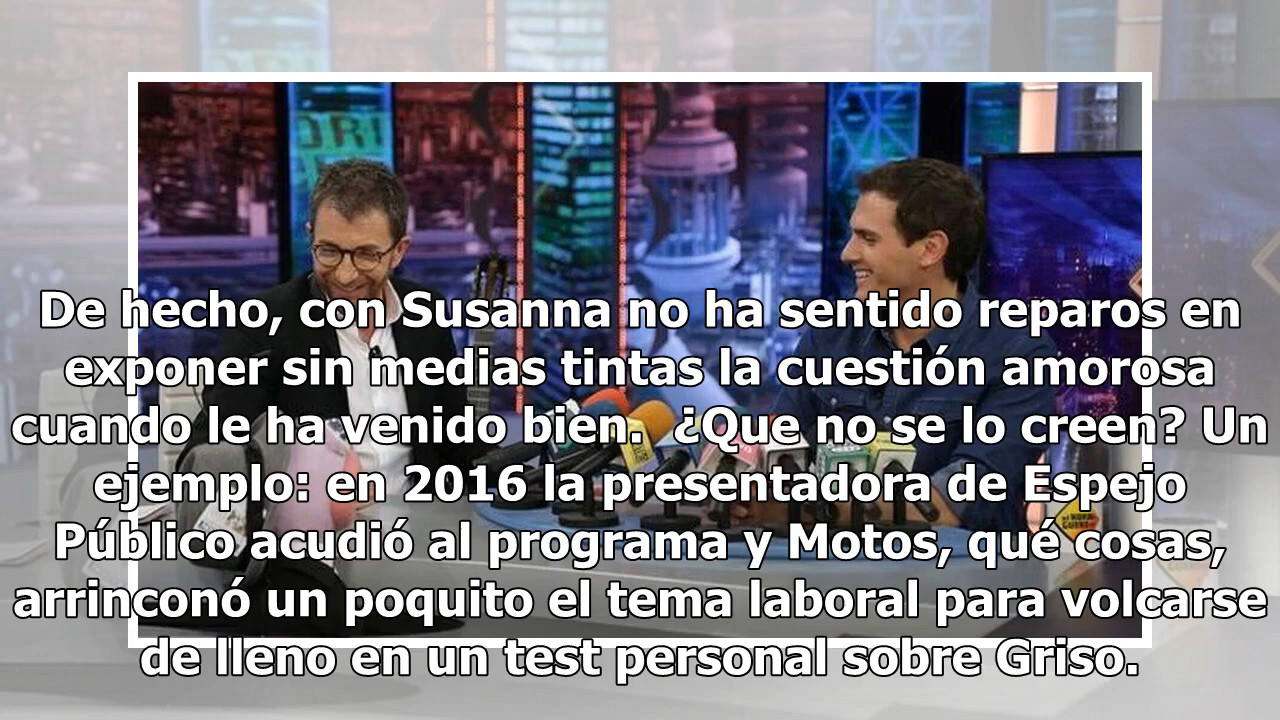 De hecho, con Susanna no ha sentido reparos en
exponer sin medias tintas la cuestión amorosa
cuando le ha venido bien.  ¿Que no se lo creen? Un
ejemplo: en 2016 la presentadora de Espejo
Público acudió al programa y Motos, qué cosas,
arrinconó un poquito el tema laboral para volcarse
de lleno en un test personal sobre Griso.